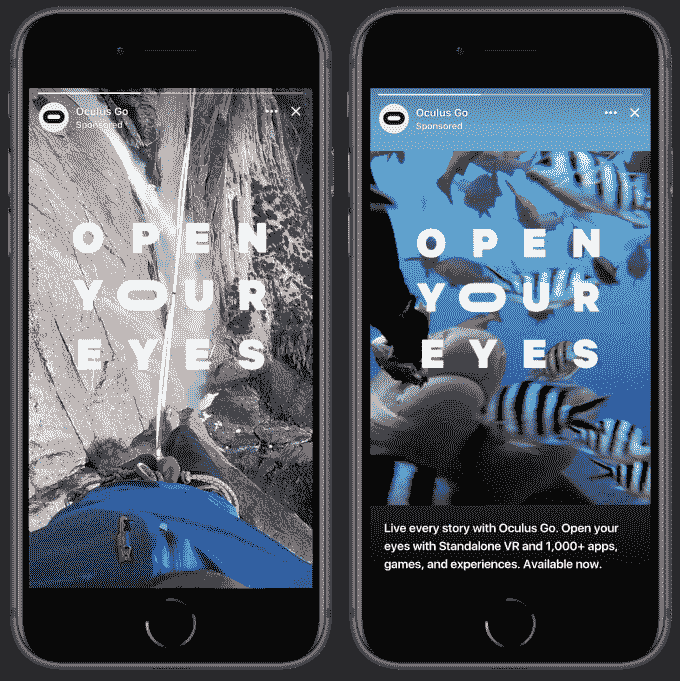 Oculus Go
Sponsored
OPEN
YOUR
EYES
Oculus Go
Sponsored
OPEN
YOUR
EYES
Live every story with Oculus Go. Open your
eyes with Standalone VR and 1,000+ apps,
games, and experiences. Available now.